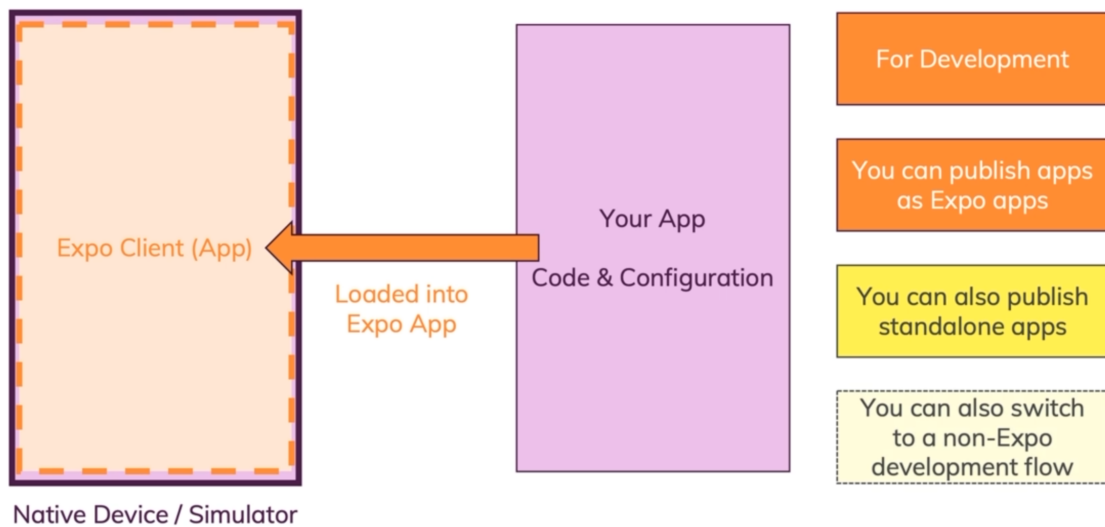 Expo Client (App)
Native Device / Simulator
Loaded into
Expo App
Your App
Code & Configuration
For Development
You can publish apps
as Expo apps
You can also publish
standalone apps
You can also switch
to a non-Expo
development flow